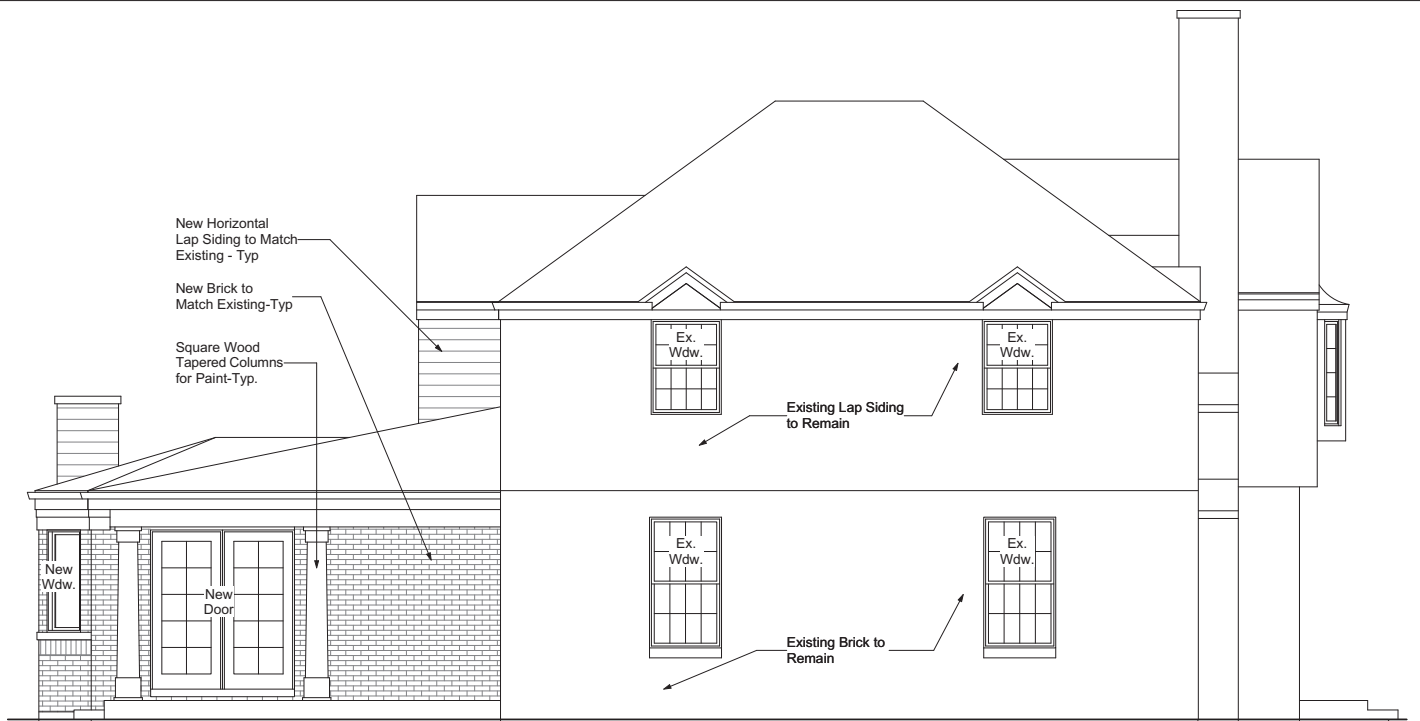 New Horizontal
Lap Siding to Match
Existing - Typ
New Brick to
Match Existing-Typ
Square Wood
Tapered Columns
for Paint-Typ.
Ex.
Wdw.
Ex.
Wdw.
Existing Lap Siding
to Remain
New
Wdw.
New
Door
Ex.
Wdw.
Ex.
Wdw.
Existing Brick to
Remain